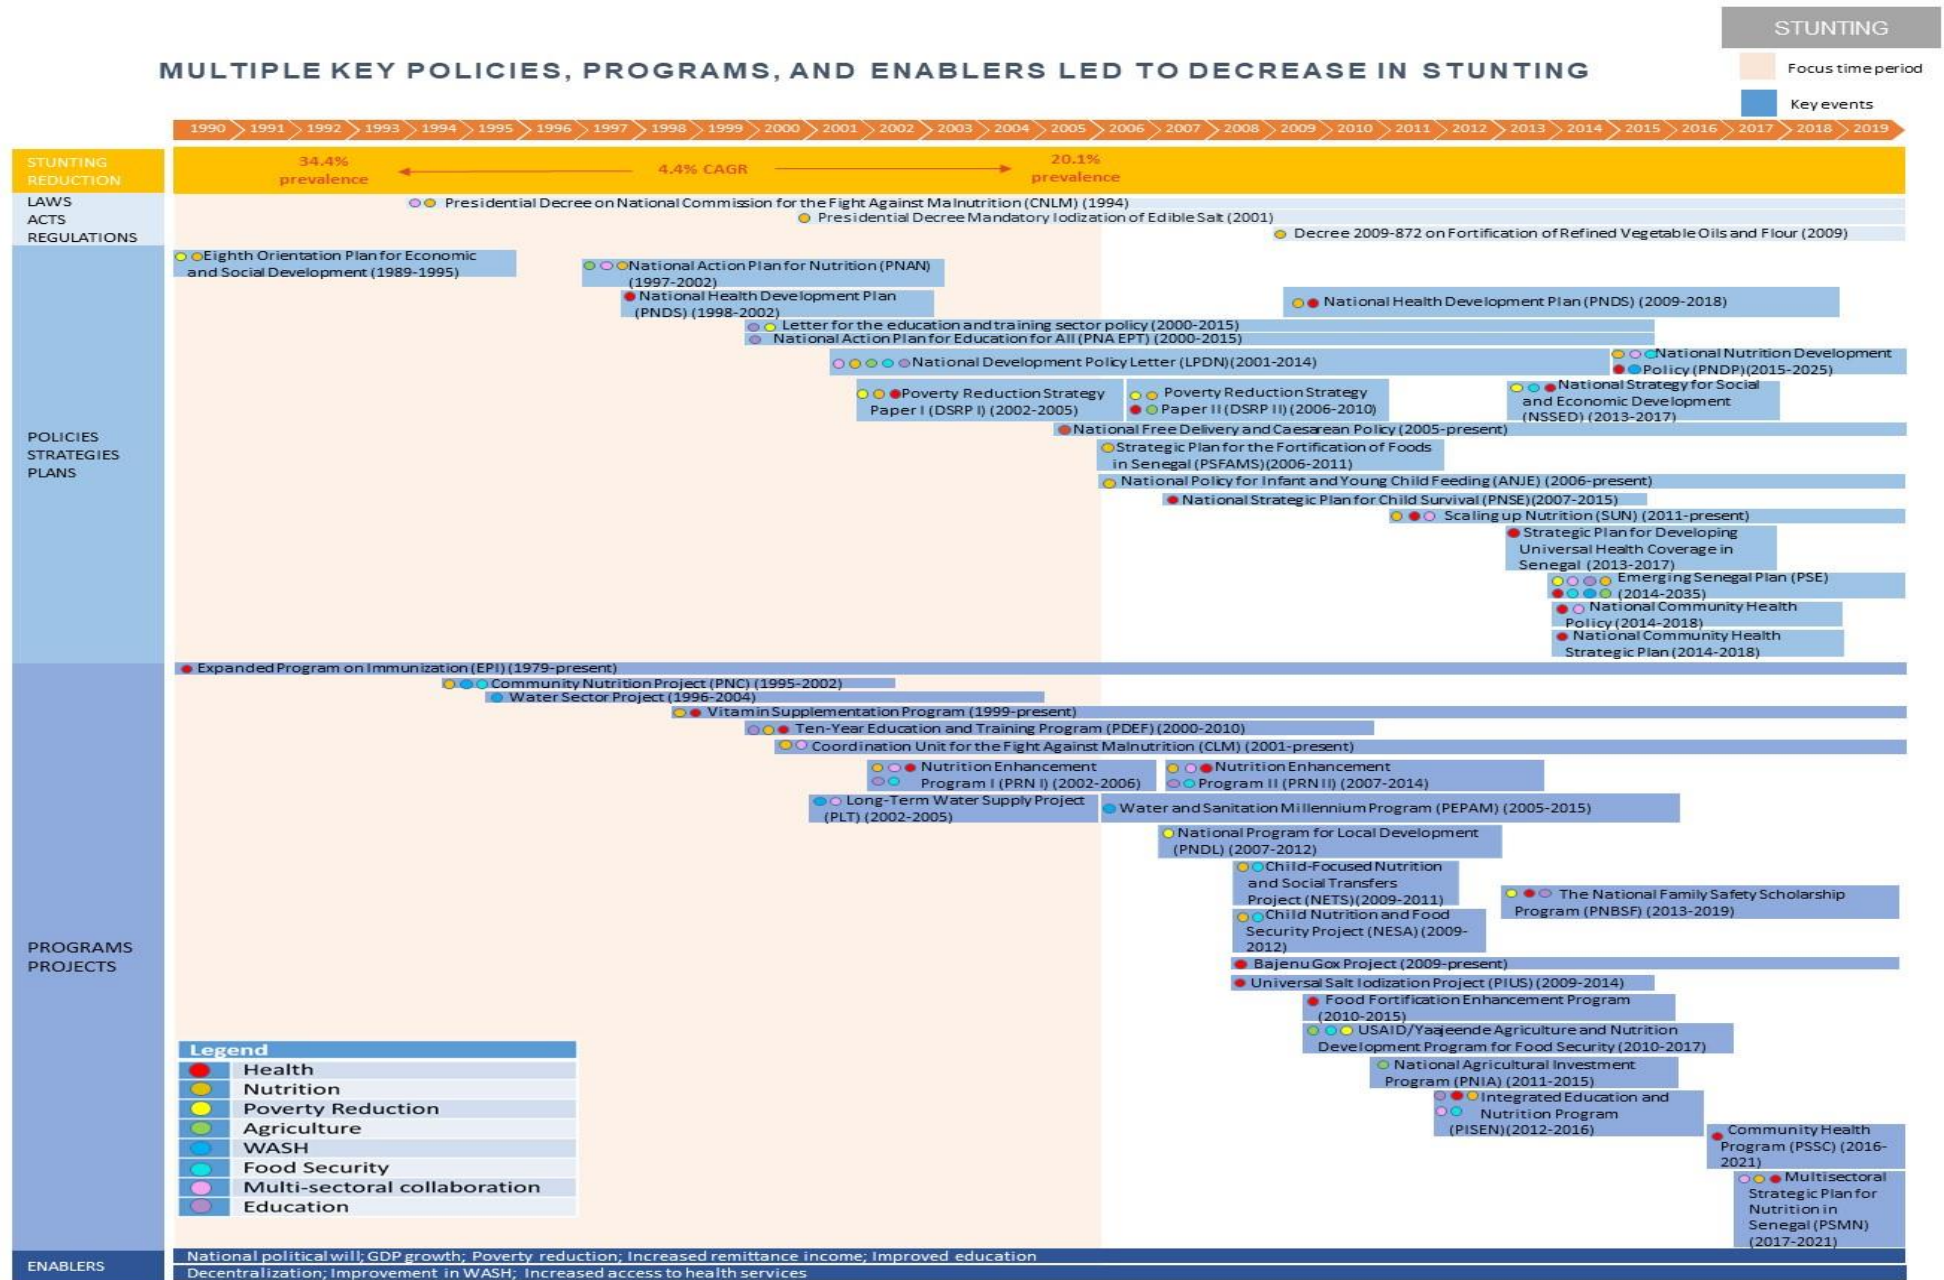 STUNTING
MULTIPLE KEY POLICIES, PROGRAMS, AND ENABLERS LED TO DECREASE IN STUNTING
Focus time period
Key events
1990 1991 1992 1993 1994 1995 1996 1997 1998 1999 2000 2001 2002 2003 2004 2005 2006 2007 2008 2009 2010 2011 2012 2013 2014 2015 2016 2017 2018 2019
STUNTING
REDUCTION
34.4%
prevalence
4.4% CAGR
20.1%
prevalence
LAWS
ACTS
REGULATIONS
Presidential Decree on National Commission for the Fight Against Malnutrition (CNLM) (1994)
Presidential Decree Mandatory Iodization of Edible Salt (2001)
Decree 2009-872 on Fortification of Refined Vegetable Oils and Flour (2009)
POLICIES
STRATEGIES
PLANS
Eighth Orientation Plan for Economic
and Social Development (1989-1995)
National Action Plan for Nutrition (PNAN)
(1997-2002)
National Health Development Plan
(PNDS) (1998-2002)
National Health Development Plan (PNDS) (2009-2018)
Letter for the education and training sector policy (2000-2015)
National Action Plan for Education for All (PNA EPT) (2000-2015)
National Development Policy Letter (LPDN)(2001-2014)
National Nutrition Development
Policy (PNDP)(2015-2025)
Poverty Reduction Strategy
Paper I (DSRP I) (2002-2005)
Poverty Reduction Strategy
Paper II (DSRP II) (2006-2010)
National Strategy for Social
and Economic Development
(NSSED) (2013-2017)
National Free Delivery and Caesarean Policy (2005-present)
Strategic Plan for the Fortification of Foods
in Senegal (PSFAMS)(2006-2011)
National Policy for Infant and Young Child Feeding (ANJE) (2006-present)
National Strategic Plan for Child Survival (PNSE)(2007-2015)
Scaling up Nutrition (SUN) (2011-present)
Strategic Plan for Developing
Universal Health Coverage in
Senegal (2013-2017)
Emerging Senegal Plan (PSE)
(2014-2035)
National Community Health
Policy (2014-2018)
National Community Health
Strategic Plan (2014-2018)
PROGRAMS
PROJECTS
Expanded Program on Immunization (EPI) (1979-present)
Community Nutrition Project (PNC) (1995-2002)
Water Sector Project (1996-2004)
Vitamin Supplementation Program (1999-present)
Ten-Year Education and Training Program (PDEF) (2000-2010)
Coordination Unit for the Fight Against Malnutrition (CLM) (2001-present)
Nutrition Enhancement
Program I (PRN I) (2002-2006)
Nutrition Enhancement
Program II (PRN II) (2007-2014)
Long-Term Water Supply Project
(PLT) (2002-2005)
Water and Sanitation Millennium Program (PEPAM) (2005-2015)
National Program for Local Development
(PNDL) (2007-2012)
Child-Focused Nutrition
and Social Transfers
Project (NETS)(2009-2011)
The National Family Safety Scholarship
Program (PNBSF) (2013-2019)
Child Nutrition and Food
Security Project (NESA) (2009-
2012)
Bajenu Gox Project (2009-present)
Universal Salt Iodization Project (PIUS) (2009-2014)
Food Fortification Enhancement Program
(2010-2015)
USAID/Yaajeende Agriculture and Nutrition
Development Program for Food Security (2010-2017)
National Agricultural Investment
Program (PNIA) (2011-2015)
Integrated Education and
Nutrition Program
(PISEN)(2012-2016)
Community Health
Program (PSSC) (2016-
2021)
Multisectoral
Strategic Plan for
Nutrition in
Senegal (PSMN)
(2017-2021)
Legend
Health
Nutrition
Poverty Reduction
Agriculture
WASH
Food Security
Multi-sectoral collaboration
Education
ENABLERS
National political will; GDP growth; Poverty reduction; Increased remittance income; Improved education
Decentralization; Improvement in WASH; Increased access to health services